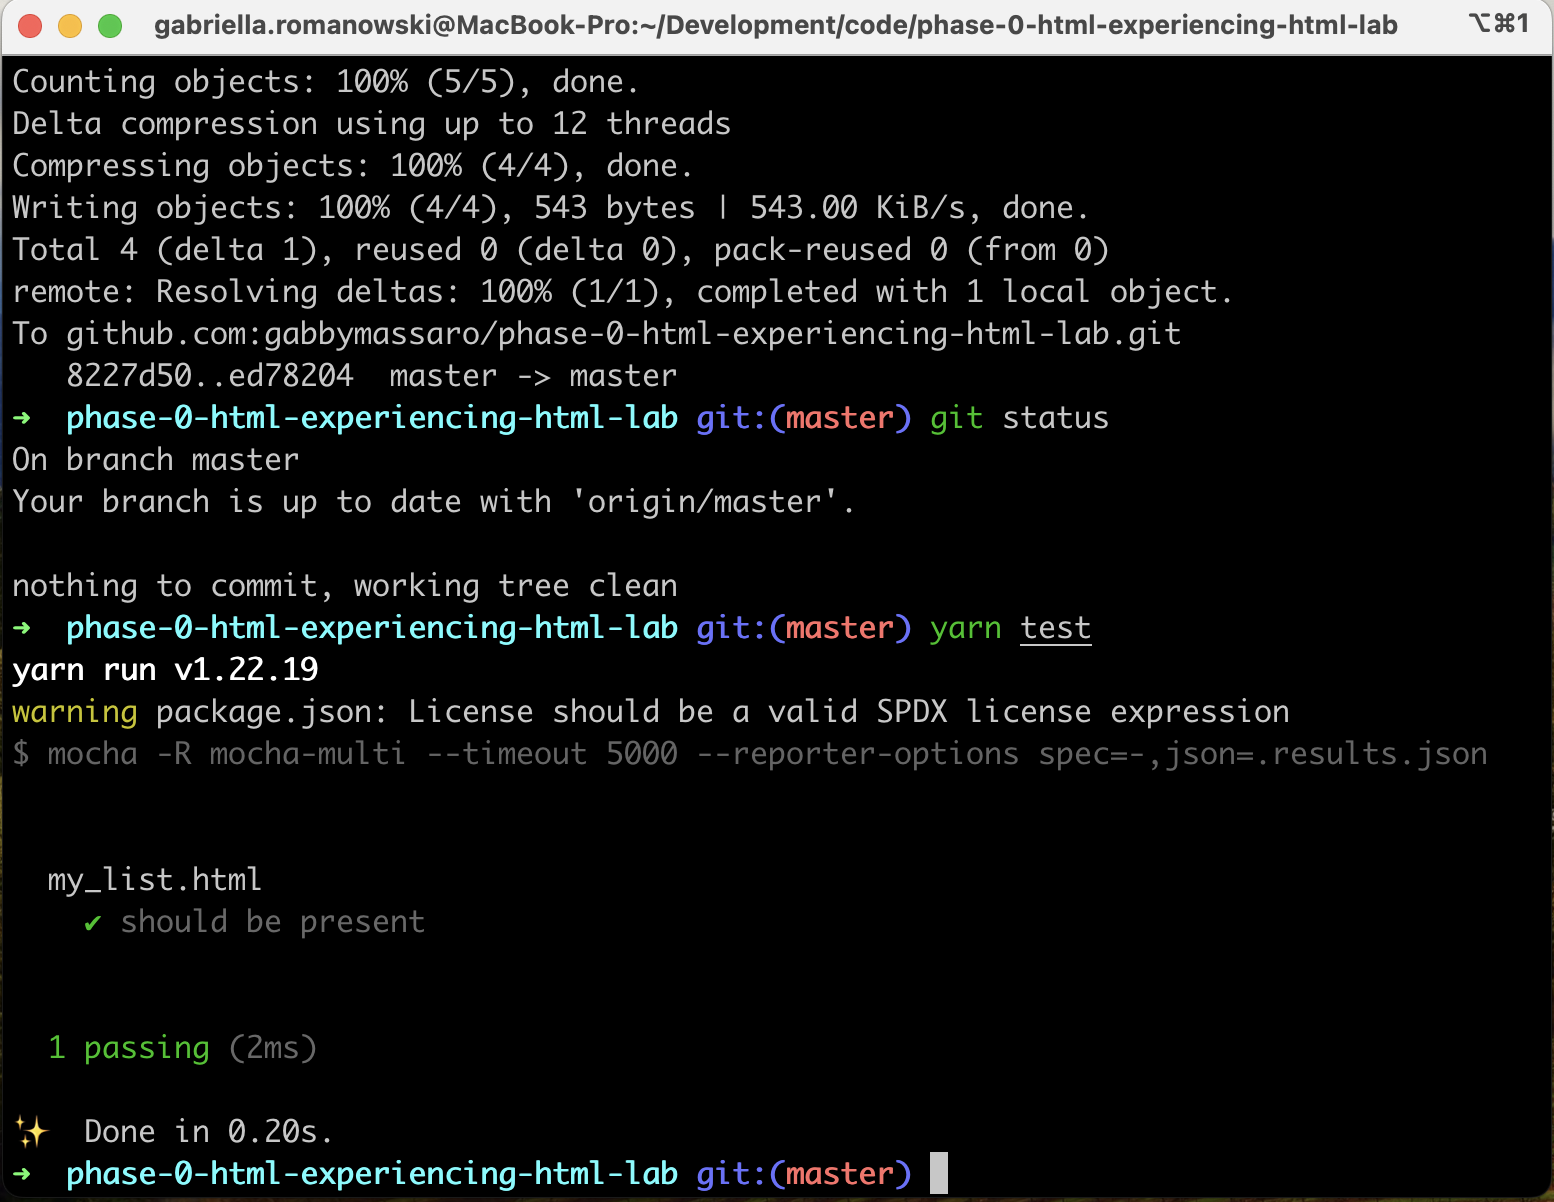 gabriella.romanowski@MacBook-Pro:~/Development/code/phase-0-html-experiencing-html-lab ⌥⌘1
Counting objects: 100% (5/5), done.
Delta compression using up to 12 threads
Compressing objects: 100% (4/4), done.
Writing objects: 100% (4/4), 543 bytes | 543.00 KiB/s, done.
Total 4 (delta 1), reused 0 (delta 0), pack-reused 0 (from 0)
remote: Resolving deltas: 100% (1/1), completed with 1 local object.
To github.com:gabbymassaro/phase-0-html-experiencing-html-lab.git
   8227d50..ed78204  master -> master
➜  phase-0-html-experiencing-html-lab git:(master) git status
On branch master
Your branch is up to date with 'origin/master'.
nothing to commit, working tree clean
➜  phase-0-html-experiencing-html-lab git:(master) yarn test
yarn run v1.22.19
warning package.json: License should be a valid SPDX license expression
$ mocha -R mocha-multi --timeout 5000 --reporter-options spec=-,json=.results.json
  my_list.html
    ✔ should be present
  1 passing (2ms)
✨  Done in 0.20s.
➜  phase-0-html-experiencing-html-lab git:(master)